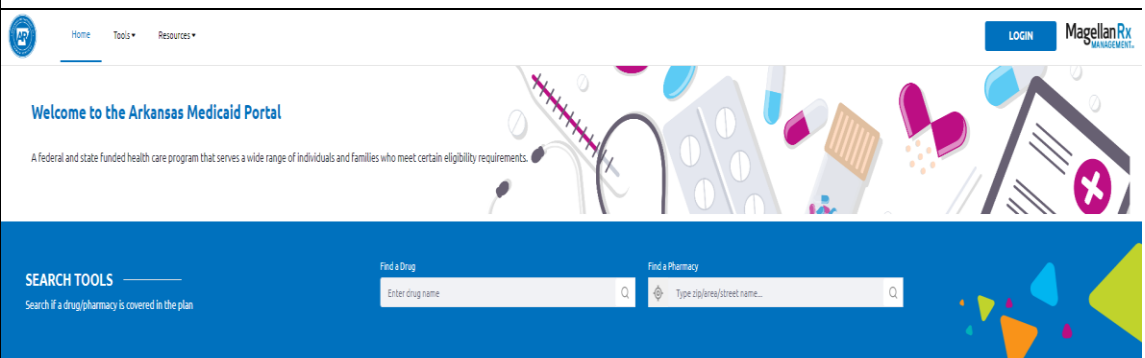 AR
Home Tools Resources
LOGIN
MagellanRx
MANAGEMENT
Welcome to the Arkansas Medicaid Portal
A federal and state funded health care program that serves a wide range of individuals and families who meet certain eligibility requirements.
SEARCH TOOLS
Search if a drug/pharmacy is covered in the plan
Find a Drug
Enter drug name
Find a Pharmacy
Type zip/area/street name...